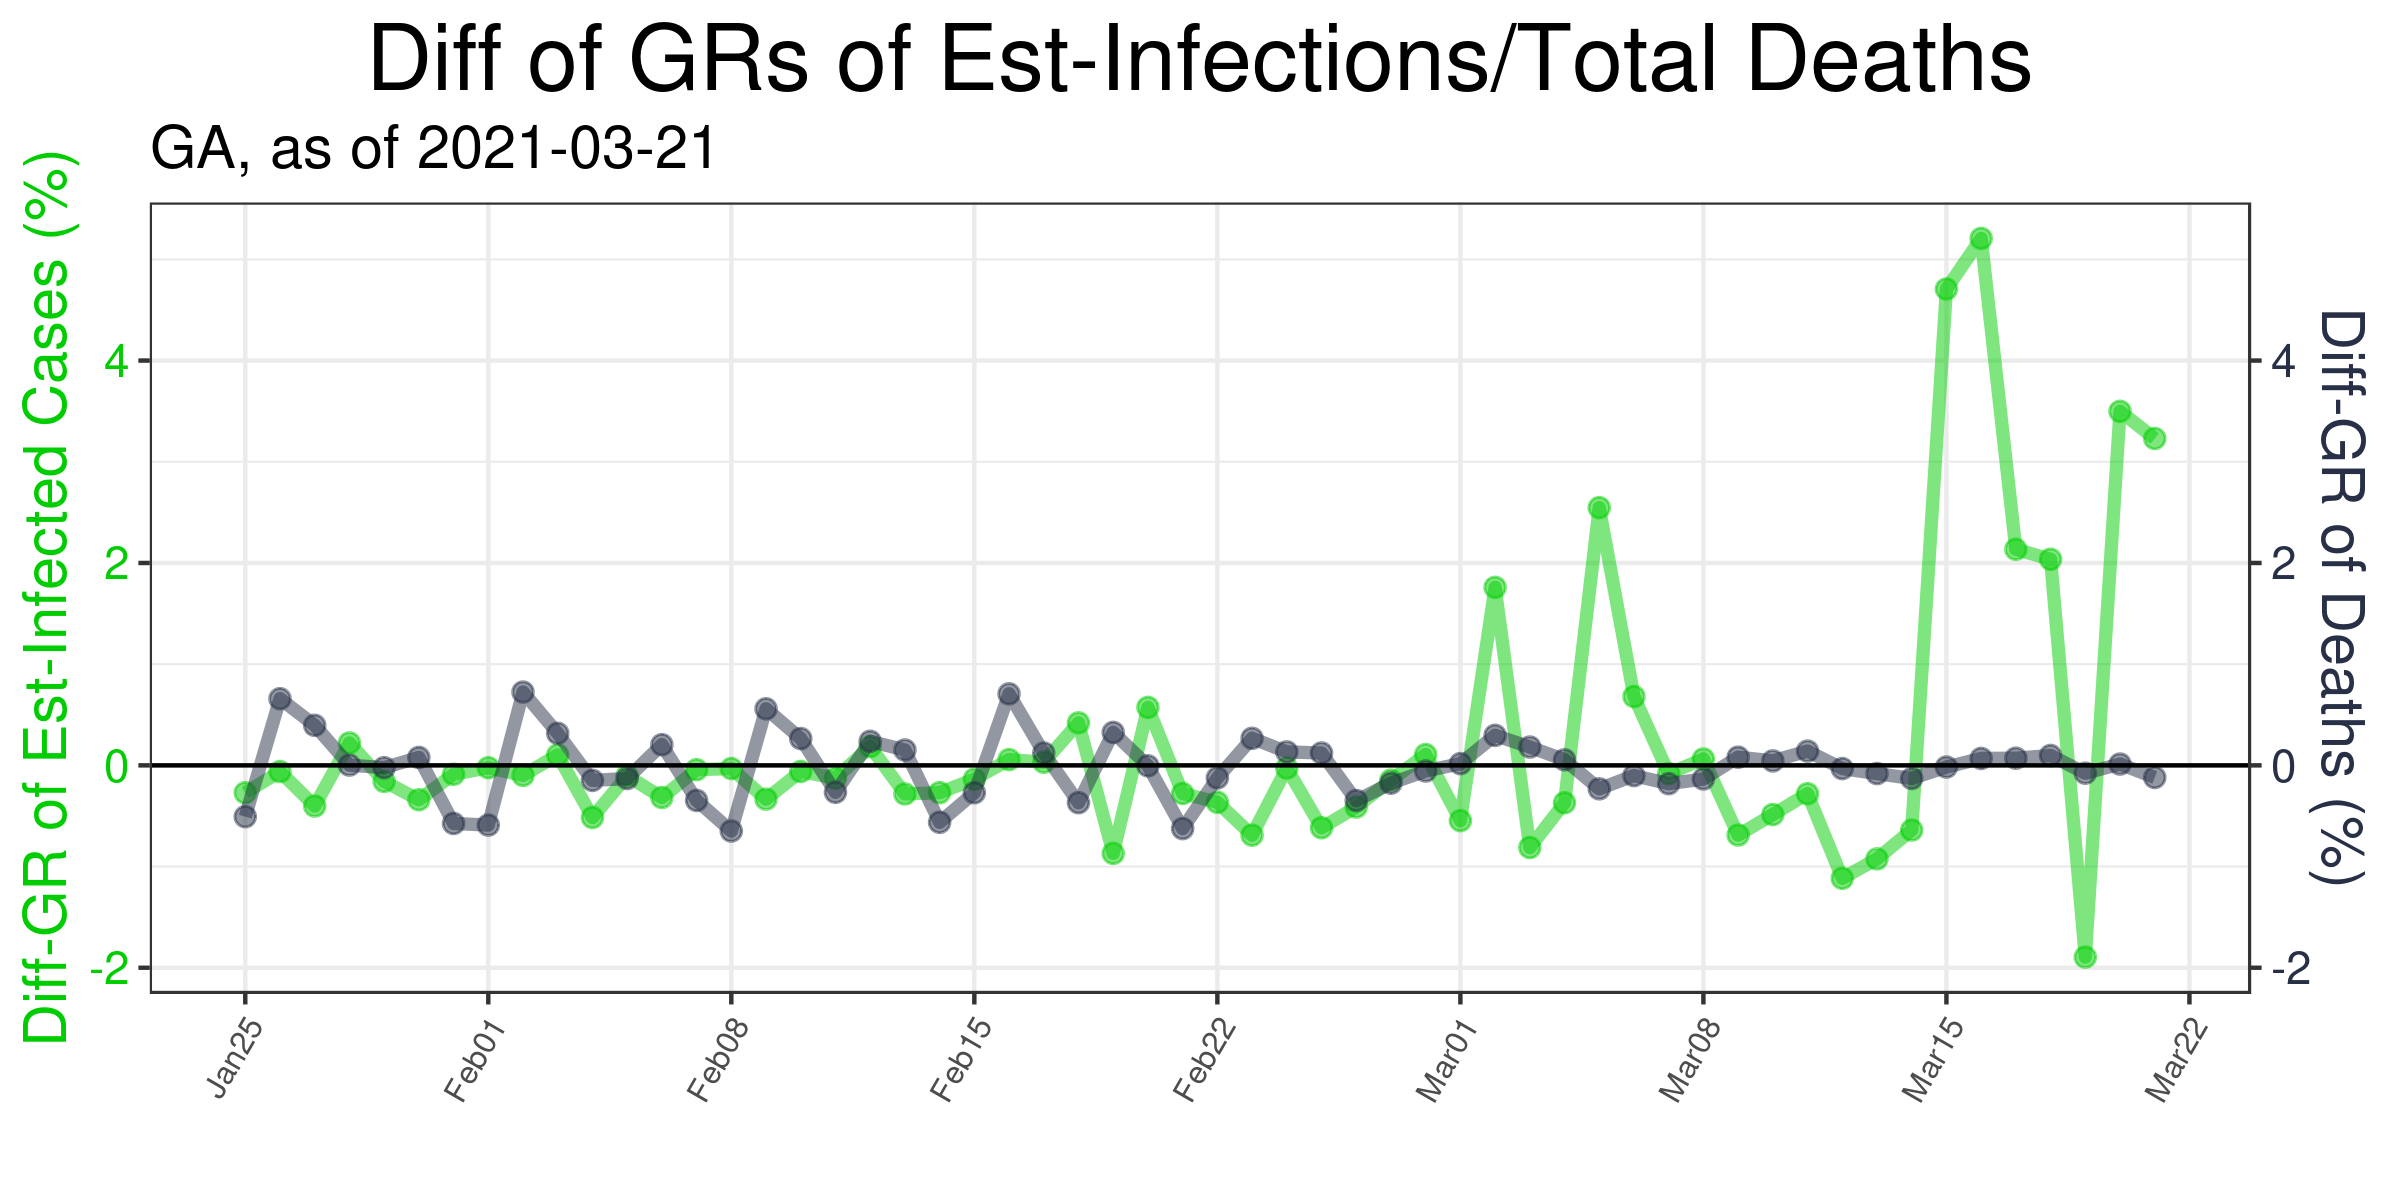 Diff of GRs of Est-Infections/Total Deaths
GA, as of 2021-03-21
Diff-GR of Est-Infected Cases (%)
4
2
0
-2
4
2
0
-2
Diff-GR of Deaths (%)
Jan25
Feb01
Feb08
Feb15
Feb22
Mar01
Mar08
Mar15
Mar22